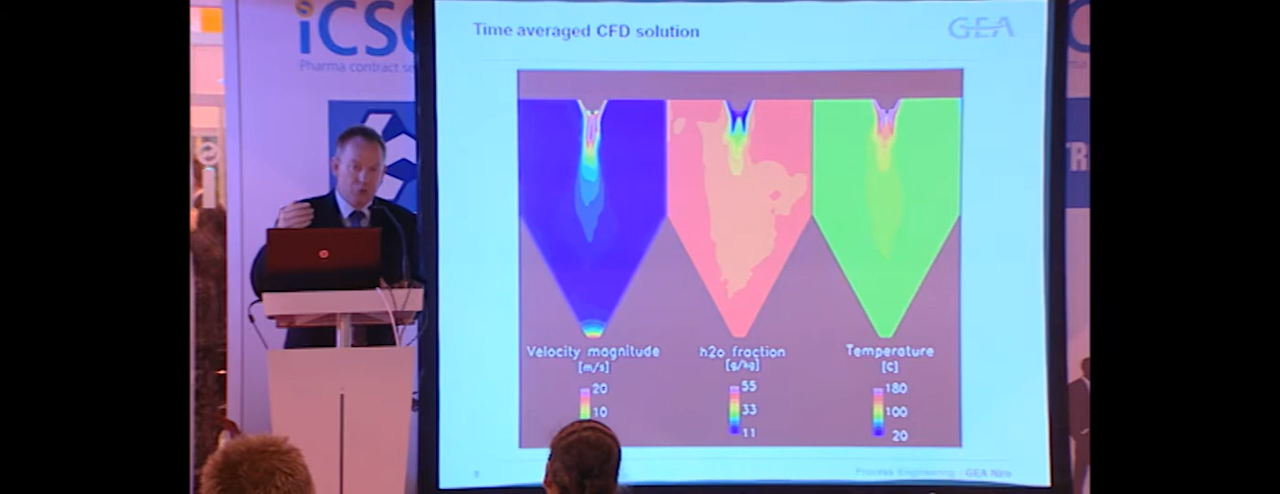 iCS
Pharma contract se
Time averaged CFD solution
GEA
Velocity magnitude
[m/s]
20
10
h2o fraction
[g/kg]
55
33
11
Temperature
[C]
180
100
20
Process Engineering - GEA Niro